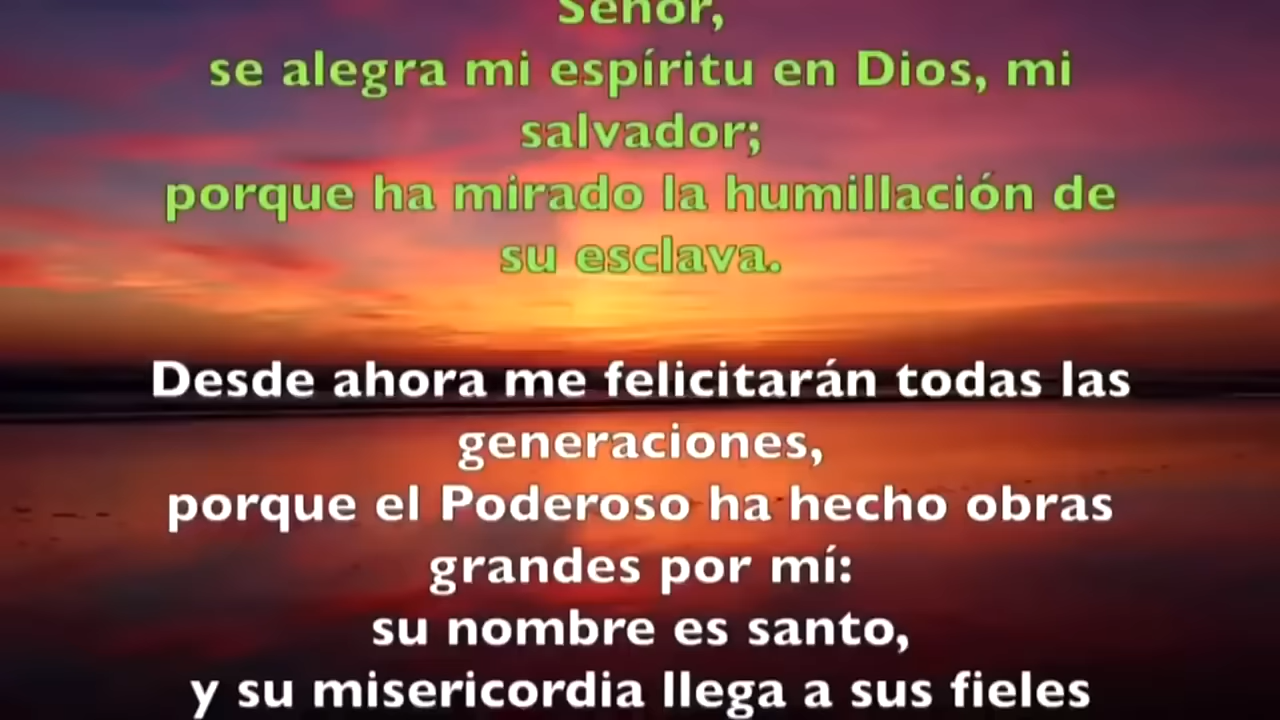 Señor,
se alegra mi espíritu en Dios, mi
salvador;
porque ha mirado la humillación de
su esclava.
Desde ahora me felicitarán todas las
generaciones,
porque el Poderoso ha hecho obras
grandes por mí:
su nombre es santo,
y su misericordia llega a sus fieles